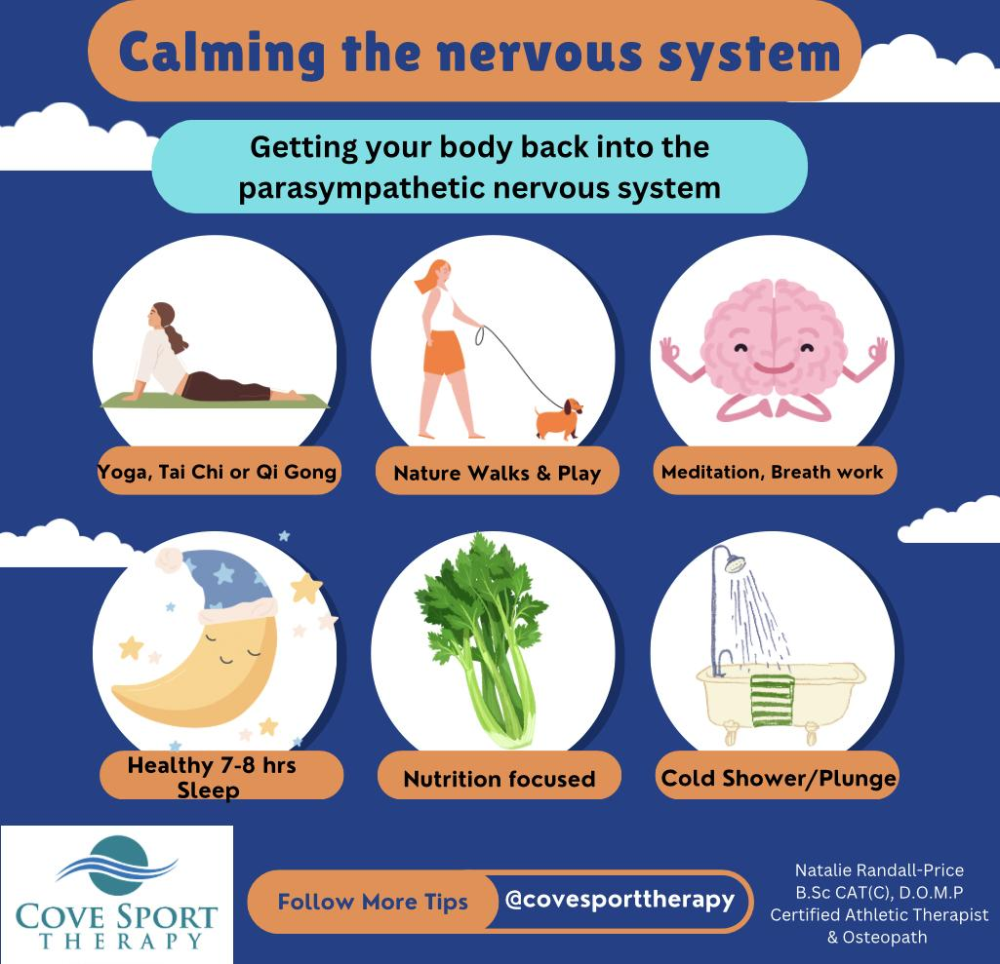 Calming the nervous system
Getting your body back into the
parasympathetic nervous system
Yoga, Tai Chi or Qi Gong
Nature Walks & Play
Meditation, Breath work
Healthy 7-8 hrs
Sleep
Nutrition focused
Cold Shower/Plunge
COVE SPORT
THERAPY
Follow More Tips
@covesporttherapy
Natalie Randall-Price
B.Sc CAT(C), D.O.M.P
Certified Athletic Therapist
& Osteopath